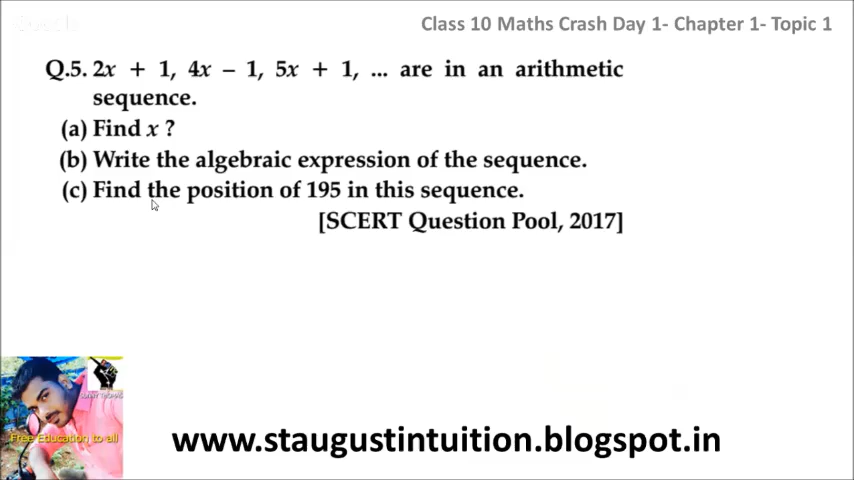 Class 10 Maths Crash Day 1- Chapter 1- Topic 1
Q.5. 2x + 1, 4x – 1, 5x + 1, ... are in an arithmetic
sequence.
(a) Find x ?
(b) Write the algebraic expression of the sequence.
(c) Find the position of 195 in this sequence.
[SCERT Question Pool, 2017]
SUNNY THOMAS
Free Education to all
www.staugustintuition.blogspot.in